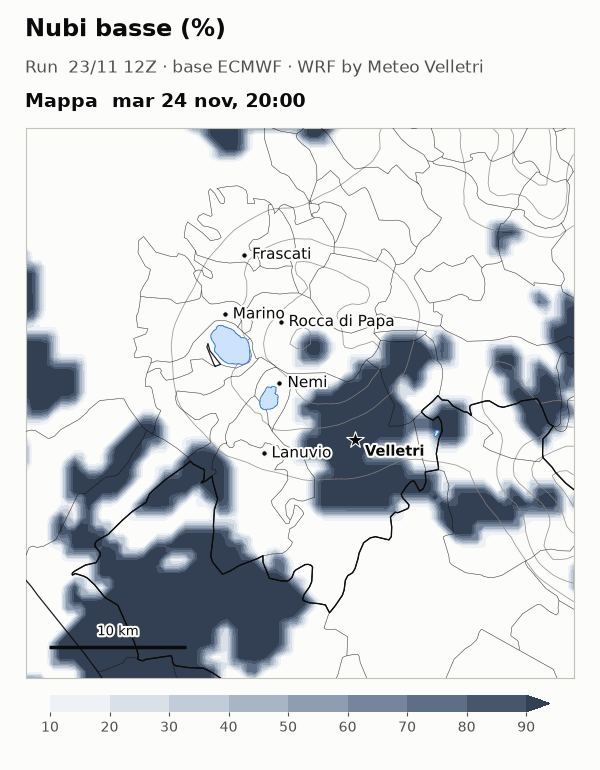 Nubi basse (%)
Run  23/11 12Z · base ECMWF · WRF by Meteo Velletri
Mappa  mar 24 nov, 20:00
Frascati
Marino
Rocca di Papa
Nemi
Velletri
Lanuvio
10 km
10 20 30 40 50 60 70 80 90